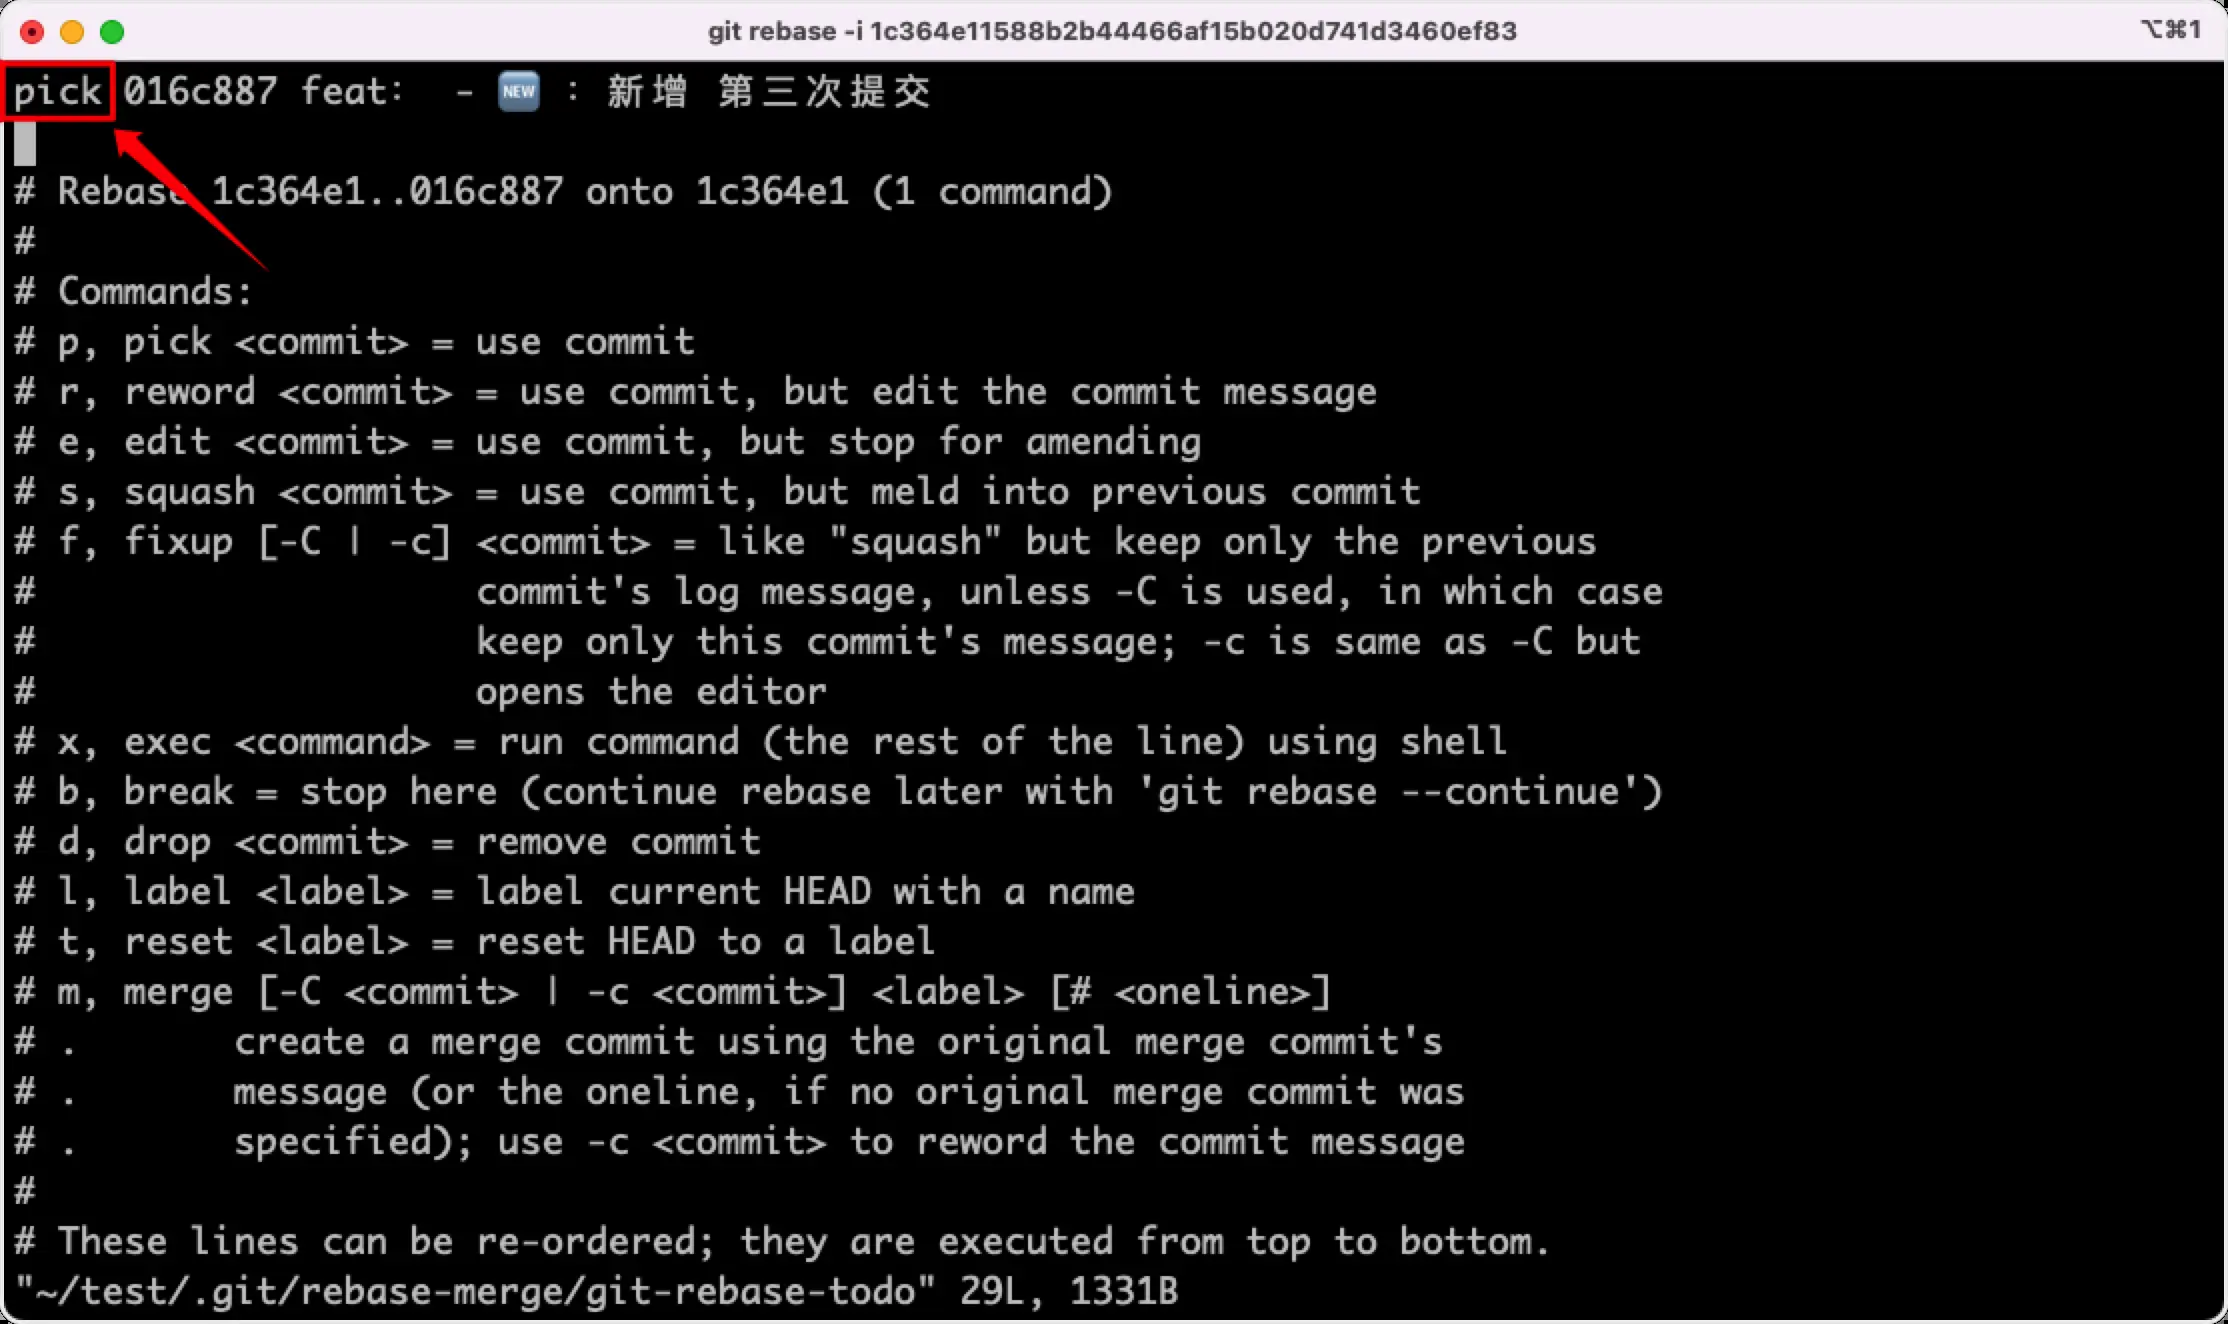 git rebase -i 1c364e11588b2b44466af15b020d741d3460ef83
⌥⌘1
pick 016c887 feat:  - 🆕 : 新增 第三次提交
# Rebase 1c364e1..016c887 onto 1c364e1 (1 command)
#
# Commands:
# p, pick <commit> = use commit
# r, reword <commit> = use commit, but edit the commit message
# e, edit <commit> = use commit, but stop for amending
# s, squash <commit> = use commit, but meld into previous commit
# f, fixup [-C | -c] <commit> = like "squash" but keep only the previous
#                    commit's log message, unless -C is used, in which case
#                    keep only this commit's message; -c is same as -C but
#                    opens the editor
# x, exec <command> = run command (the rest of the line) using shell
# b, break = stop here (continue rebase later with 'git rebase --continue')
# d, drop <commit> = remove commit
# l, label <label> = label current HEAD with a name
# t, reset <label> = reset HEAD to a label
# m, merge [-C <commit> | -c <commit>] <label> [# <oneline>]
# .       create a merge commit using the original merge commit's
# .       message (or the oneline, if no original merge commit was
# .       specified); use -c <commit> to reword the commit message
#
# These lines can be re-ordered; they are executed from top to bottom.
"~/test/.git/rebase-merge/git-rebase-todo" 29L, 1331B